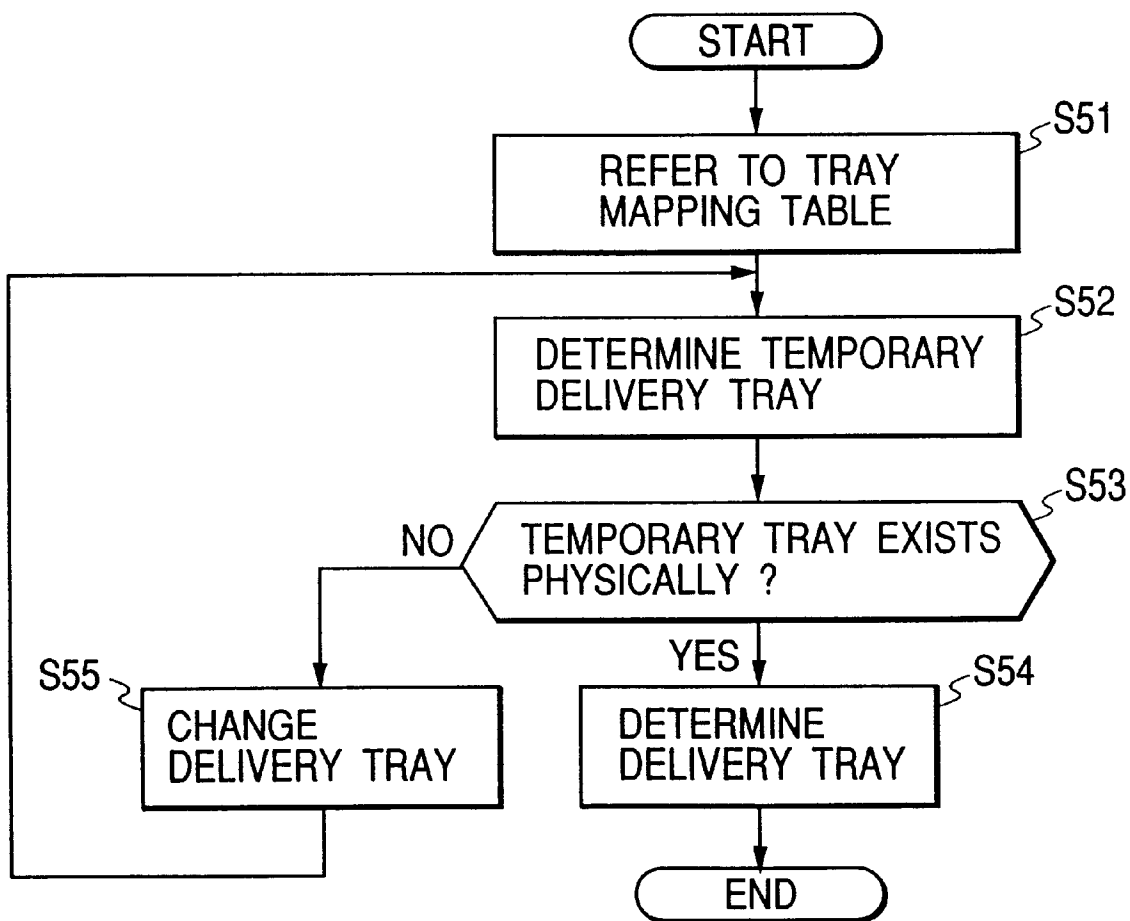 START
S51
REFER TO TRAY
MAPPING TABLE
S52
DETERMINE TEMPORARY
DELIVERY TRAY
S53
NO
TEMPORARY TRAY EXISTS
PHYSICALLY ?
YES
S55
S54
CHANGE
DELIVERY TRAY
DETERMINE
DELIVERY TRAY
END